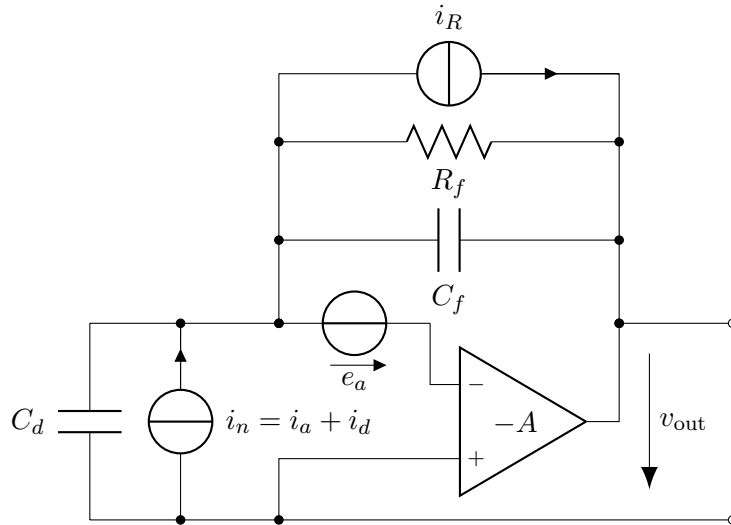 i_R
R_f
C_f
e_a
C_d
i_n = i_a + i_d
−
−A
+
v_out